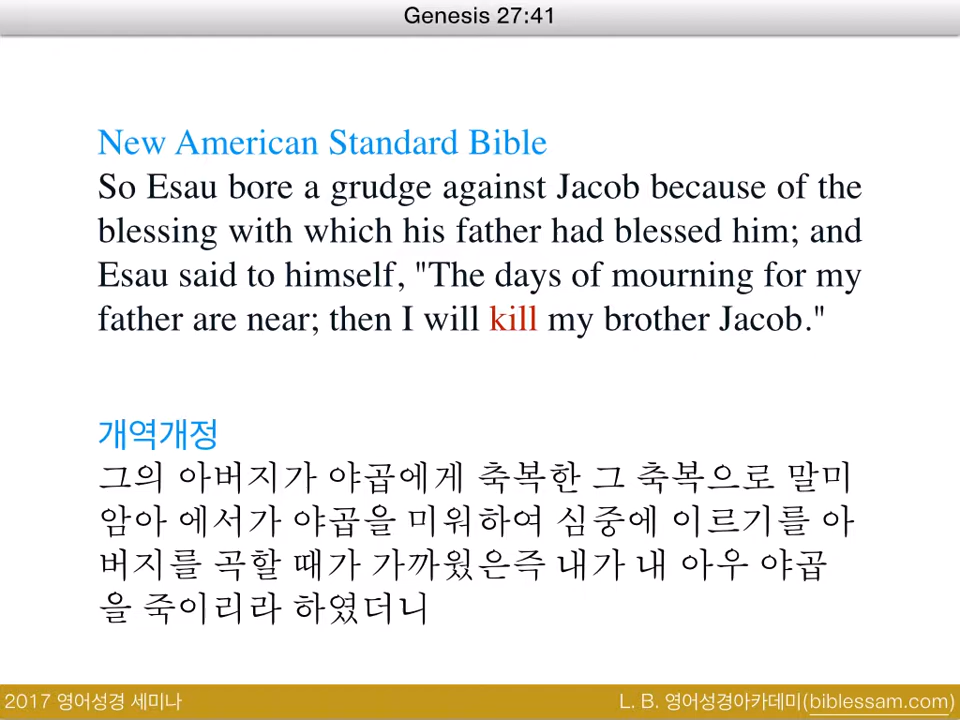 Genesis 27:41
New American Standard Bible
So Esau bore a grudge against Jacob because of the
blessing with which his father had blessed him; and
Esau said to himself, "The days of mourning for my
father are near; then I will kill my brother Jacob."
개역개정
그의 아버지가 야곱에게 축복한 그 축복으로 말미
암아 에서가 야곱을 미워하여 심중에 이르기를 아
버지를 곡할 때가 가까웠은즉 내가 내 아우 야곱
을 죽이리라 하였더니
2017 영어성경 세미나
L. B. 영어성경아카데미(biblessam.com)